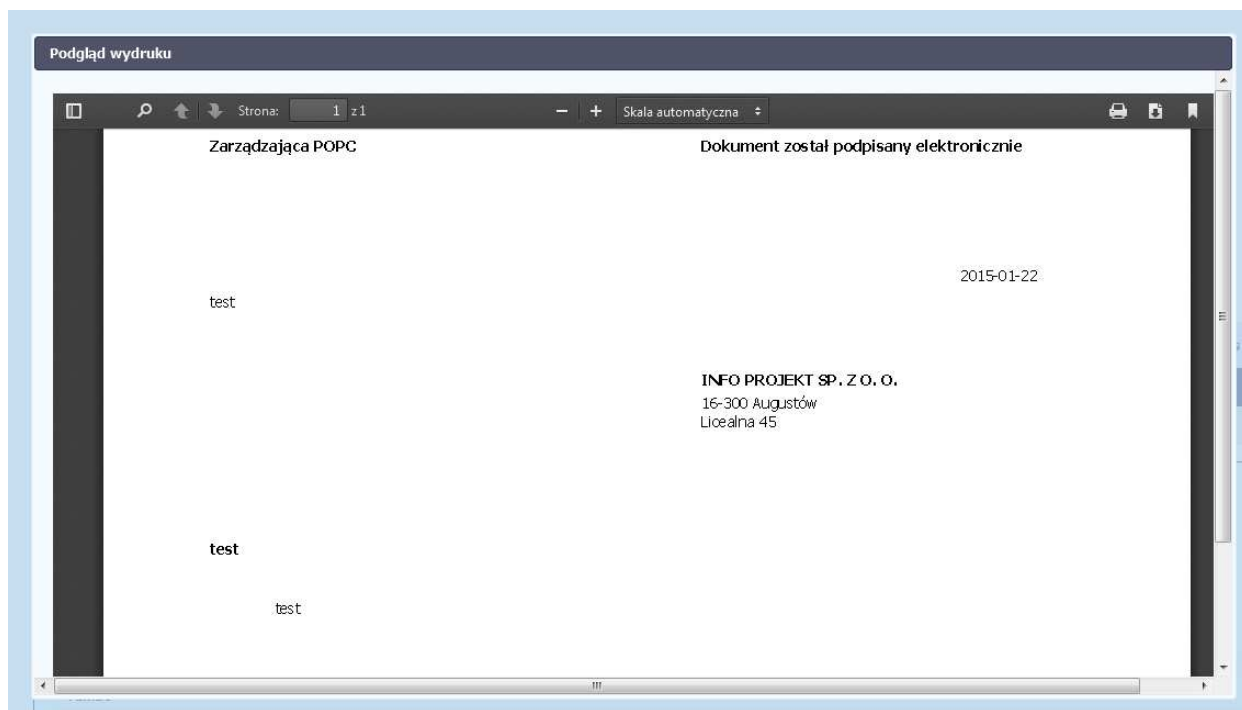 Podgląd wydruku
Strona: 1 z 1 Skala automatyczna
Zarządzająca POPC Dokument został podpisany elektronicznie
2015-01-22
test
INFO PROJEKT SP. Z O. O.
16-300 Augustów
Licealna 45
test
test